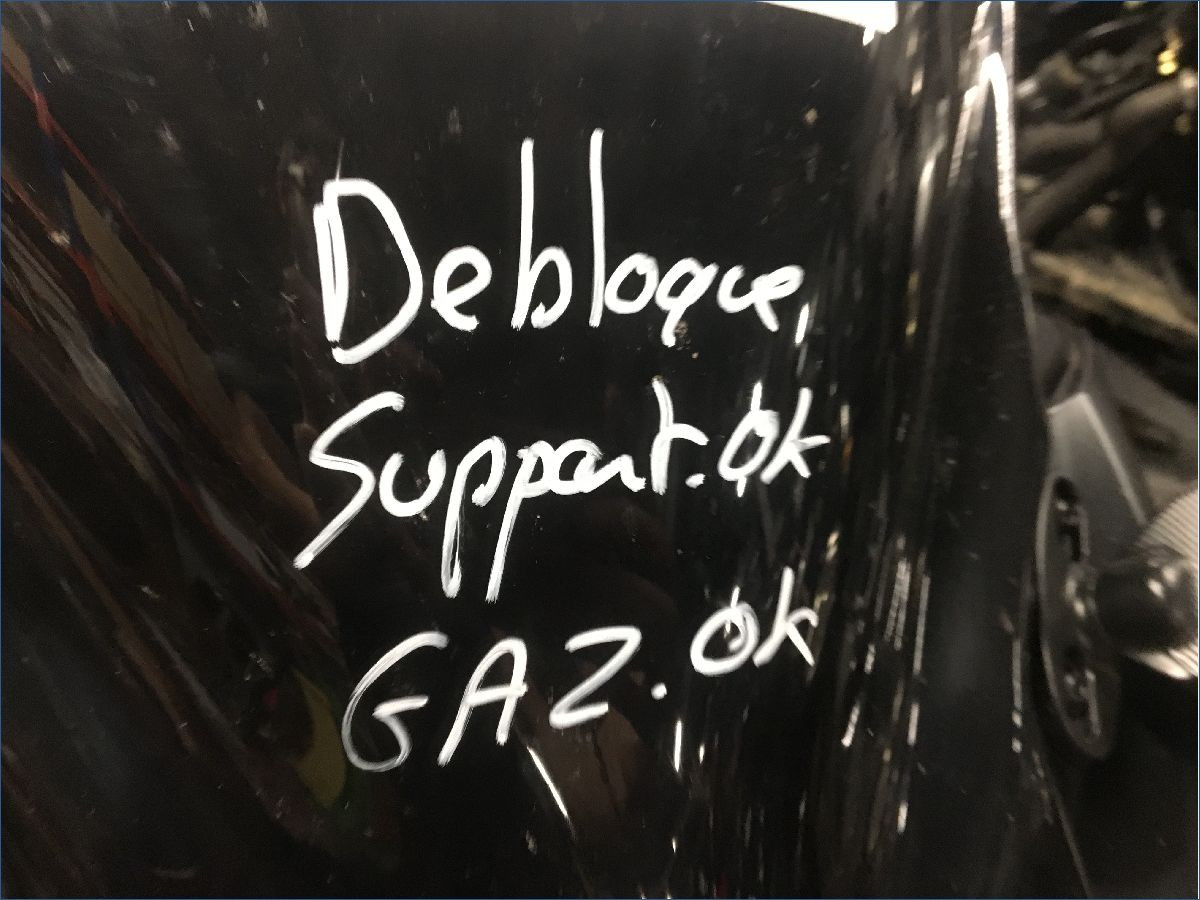 Debloque,
Support. Ok
GAZ. Ok